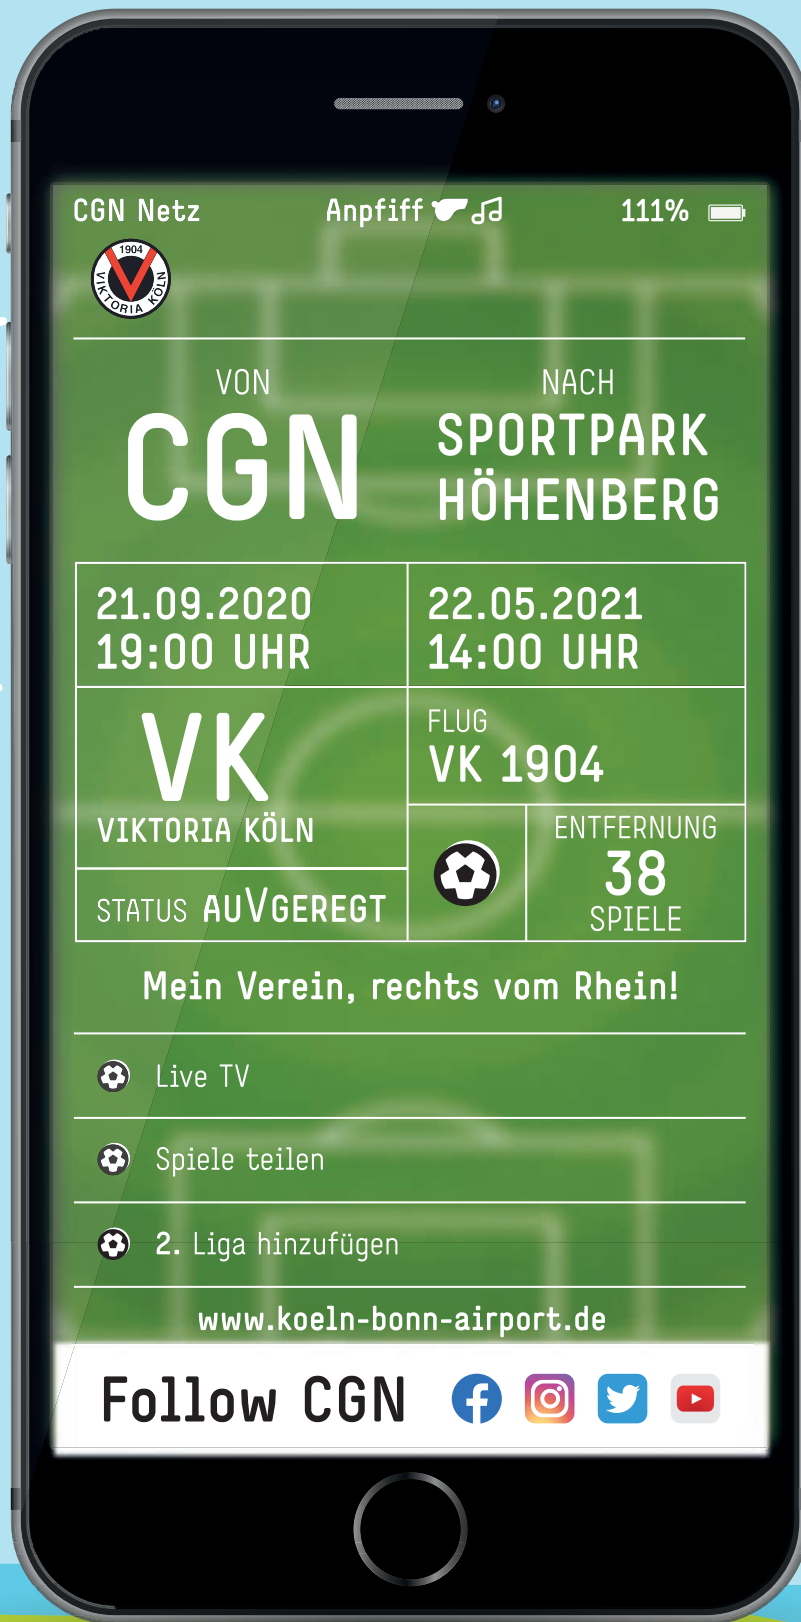 CGN Netz Anpfiff 111%
1904
VIKTORIA KÖLN
VON NACH
CGN SPORTPARK
HÖHENBERG
21.09.2020
19:00 UHR
22.05.2021
14:00 UHR
VK
VIKTORIA KÖLN
FLUG
VK 1904
STATUS AUVGEREGT
ENTFERNUNG
38
SPIELE
Mein Verein, rechts vom Rhein!
Live TV
Spiele teilen
2. Liga hinzufügen
www.koeln-bonn-airport.de
Follow CGN